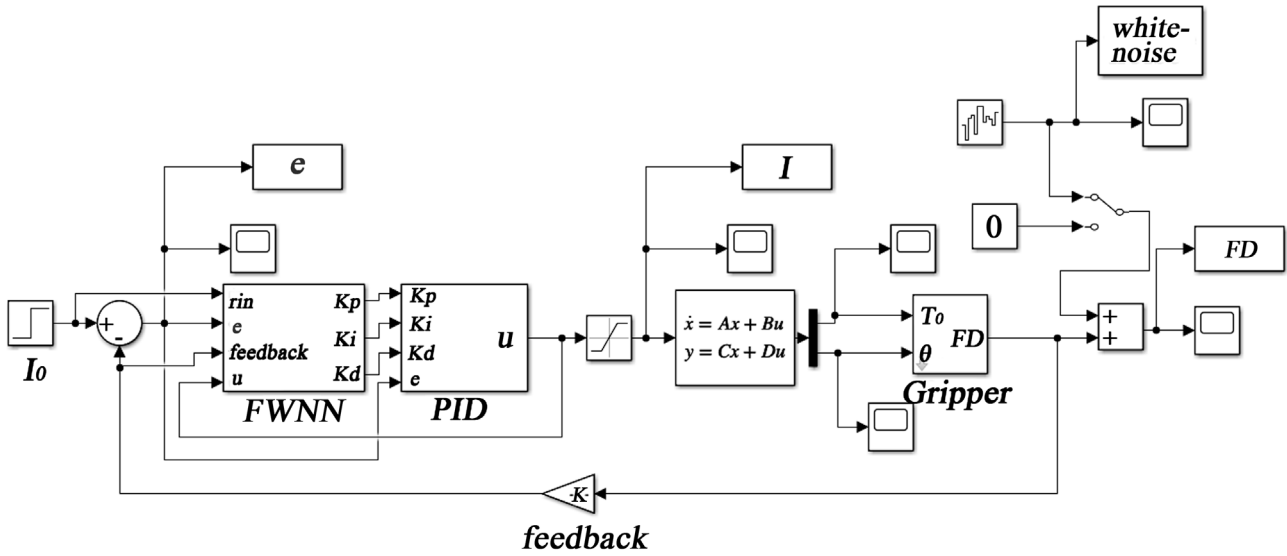 white-
noise
e
I
0
FD
rin
e
feedback
u
Kp
Ki
Kd
Kp
Ki
Kd
e
u
ẋ = Ax + Bu
y = Cx + Du
T₀
θ
FD
+
-
+
+
I₀
FWNN
PID
Gripper
-K-
feedback